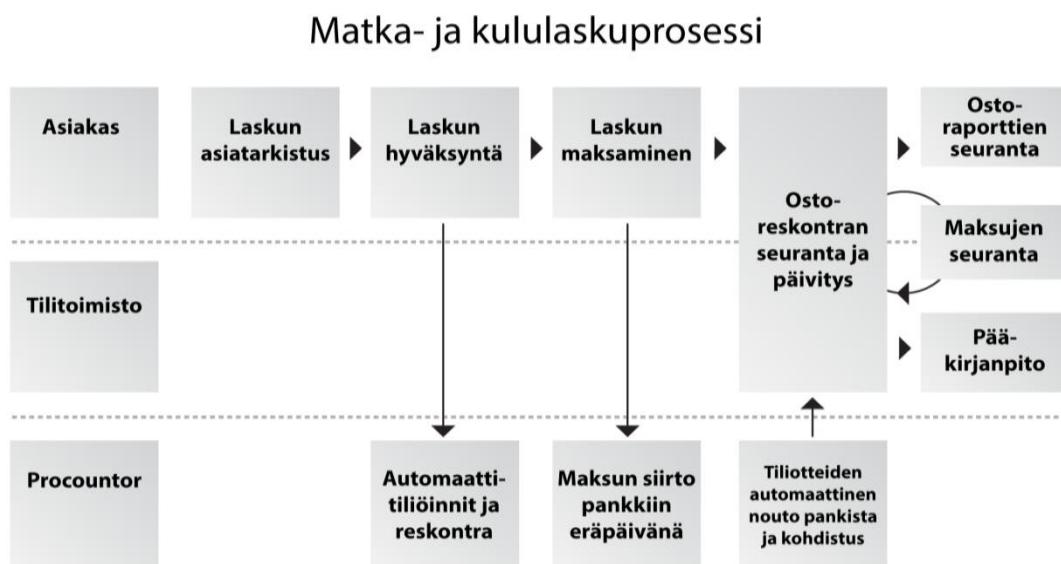 Matka- ja kululaskuprosessi
Asiakas
Laskun
asiatarkistus
Laskun
hyväksyntä
Laskun
maksaminen
Osto-
reskontran
seuranta ja
päivitys
Osto-
raporttien
seuranta
Maksujen
seuranta
Tilitoimisto
Pää-
kirjanpito
Procountor
Automaatti-
tiliöinnit ja
reskontra
Maksun siirto
pankkiin
eräpäivänä
Tiliotteiden
automaattinen
nouto pankista
ja kohdistus